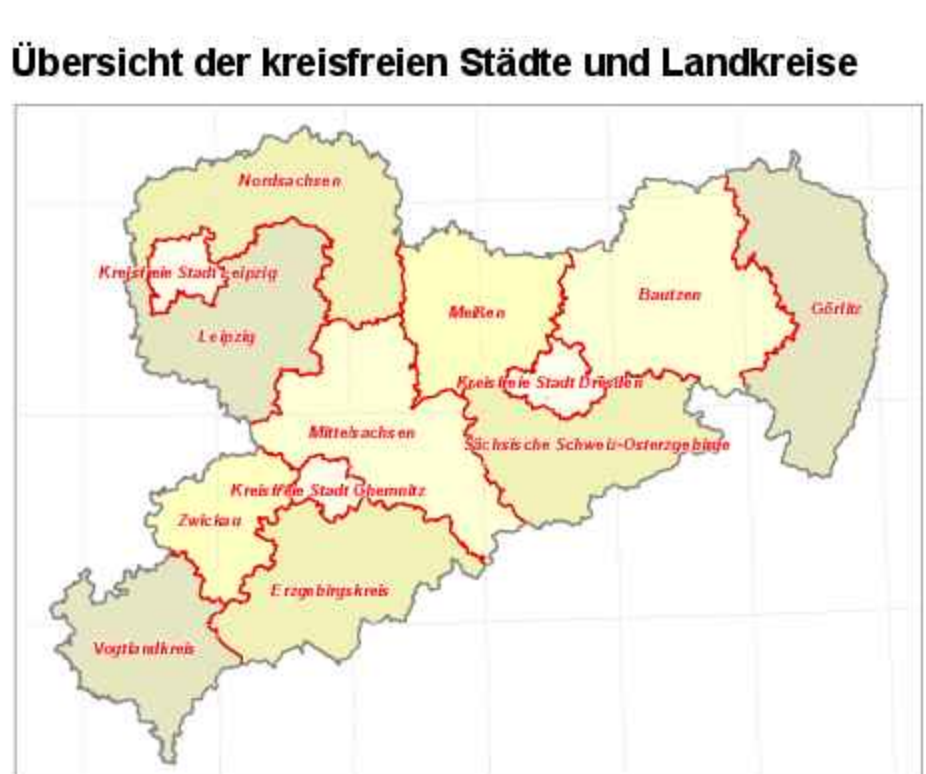 Übersicht der kreisfreien Städte und Landkreise
Nordsachsen
Kreisfreie Stadt Leipzig
Bautzen
Görlitz
Meißen
Leipzig
Kreisfreie Stadt Dresden
Mittelsachsen
Sächsische Schweiz-Osterzgebirge
Kreisfreie Stadt Chemnitz
Zwickau
Erzgebirgskreis
Vogtlandkreis